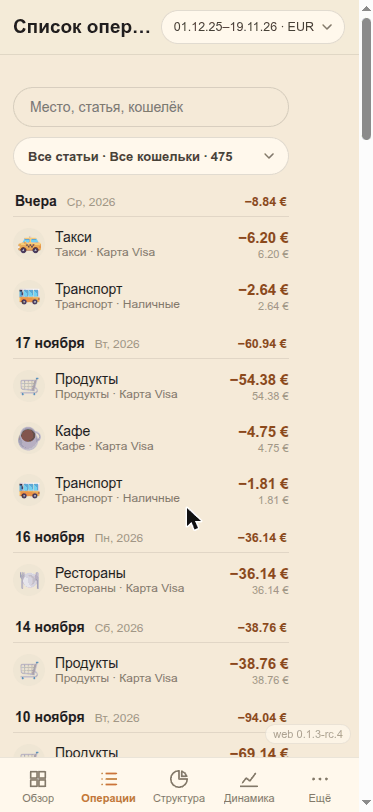 Список опер...
01.12.25–19.11.26 · EUR
Место, статья, кошелёк
Все статьи · Все кошельки · 475
Вчера Ср, 2026 −8.84 €
Такси −6.20 €
Такси · Карта Visa 6.20 €
Транспорт −2.64 €
Транспорт · Наличные 2.64 €
17 ноября Вт, 2026 −60.94 €
Продукты −54.38 €
Продукты · Карта Visa 54.38 €
Кафе −4.75 €
Кафе · Карта Visa 4.75 €
Транспорт −1.81 €
Транспорт · Наличные 1.81 €
16 ноября Пн, 2026 −36.14 €
Рестораны −36.14 €
Рестораны · Карта Visa 36.14 €
14 ноября Сб, 2026 −38.76 €
Продукты −38.76 €
Продукты · Карта Visa 38.76 €
10 ноября Вт, 2026 −94.04 €
web 0.1.3-rc.4
Продукты −69.14 €
Обзор Операции Структура Динамика Ещё